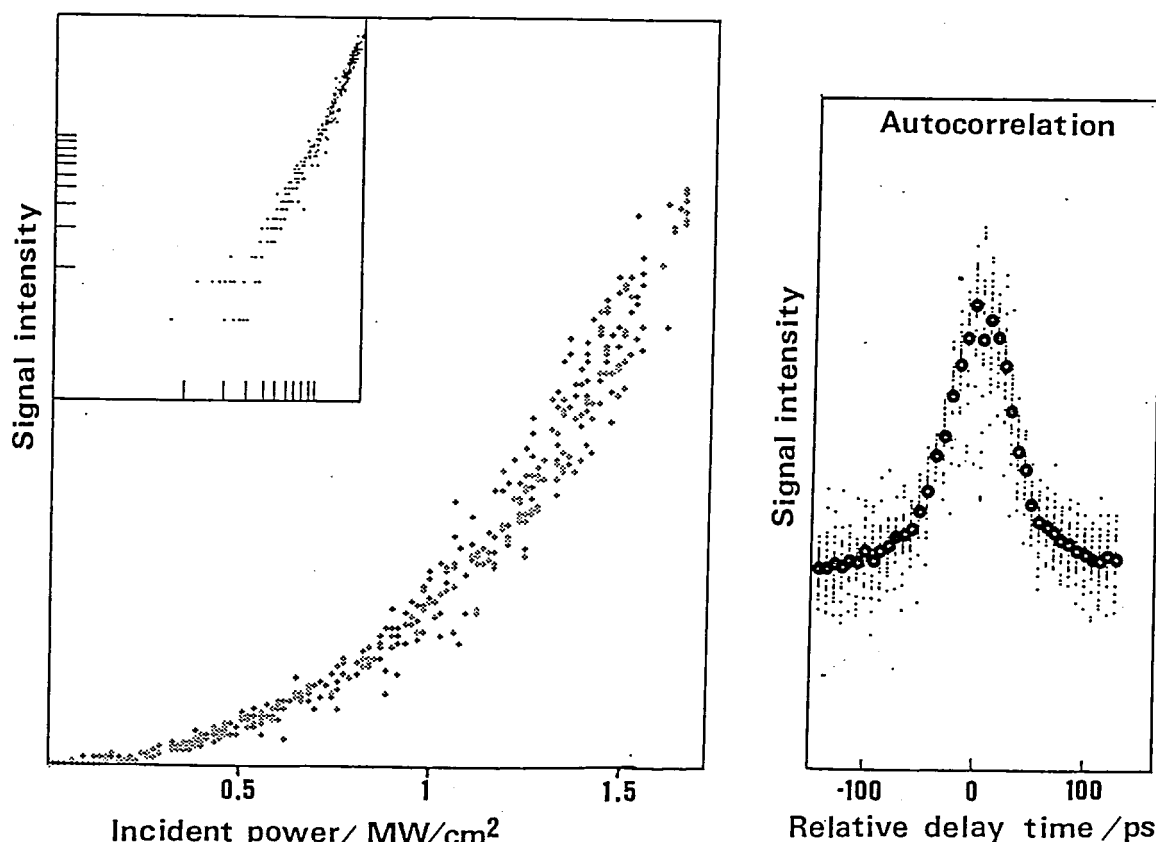 Signal intensity
0.5
1
1.5
Incident power/ MW/cm²
Autocorrelation
Signal intensity
-100
0
100
Relative delay time /ps